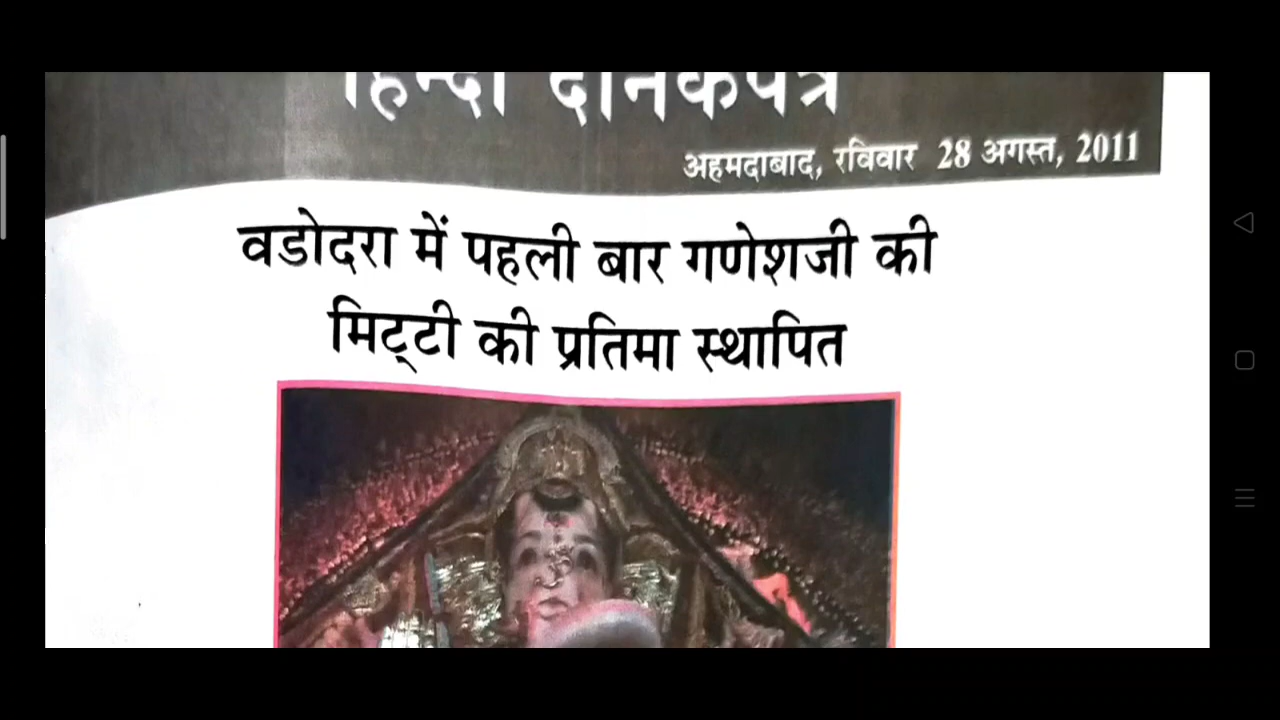 हिन्दी दैनिकपत्र
अहमदाबाद, रविवार 28 अगस्त, 2011
वडोदरा में पहली बार गणेशजी की
मिट्टी की प्रतिमा स्थापित